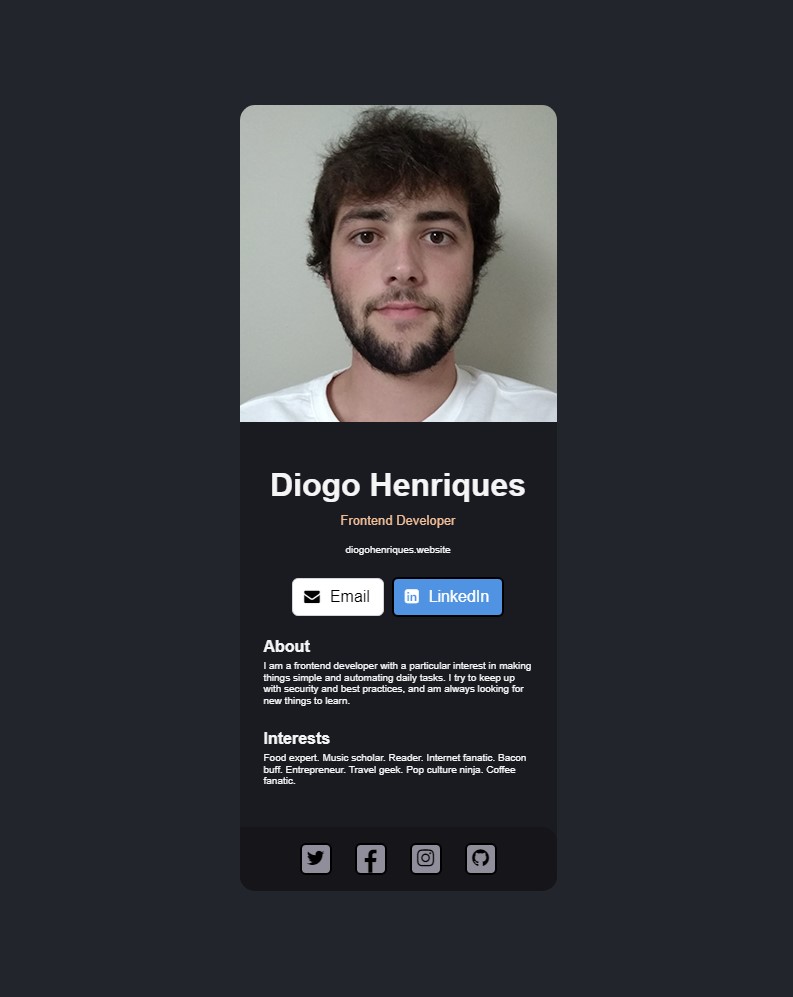 Diogo Henriques
Frontend Developer
diogohenriques.website
Email
LinkedIn
About
I am a frontend developer with a particular interest in making
things simple and automating daily tasks. I try to keep up
with security and best practices, and am always looking for
new things to learn.
Interests
Food expert. Music scholar. Reader. Internet fanatic. Bacon
buff. Entrepreneur. Travel geek. Pop culture ninja. Coffee
fanatic.